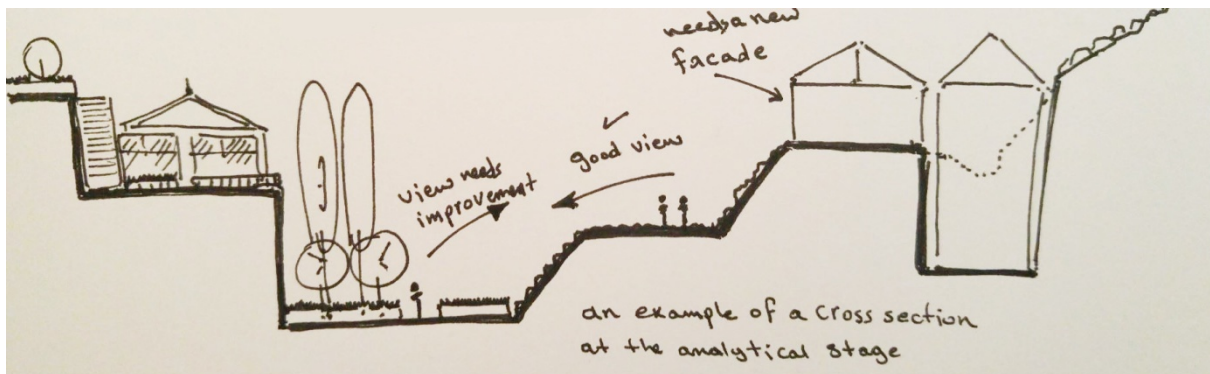 needs a new
facade
good view
view needs
improvement
an example of a cross section
at the analytical stage